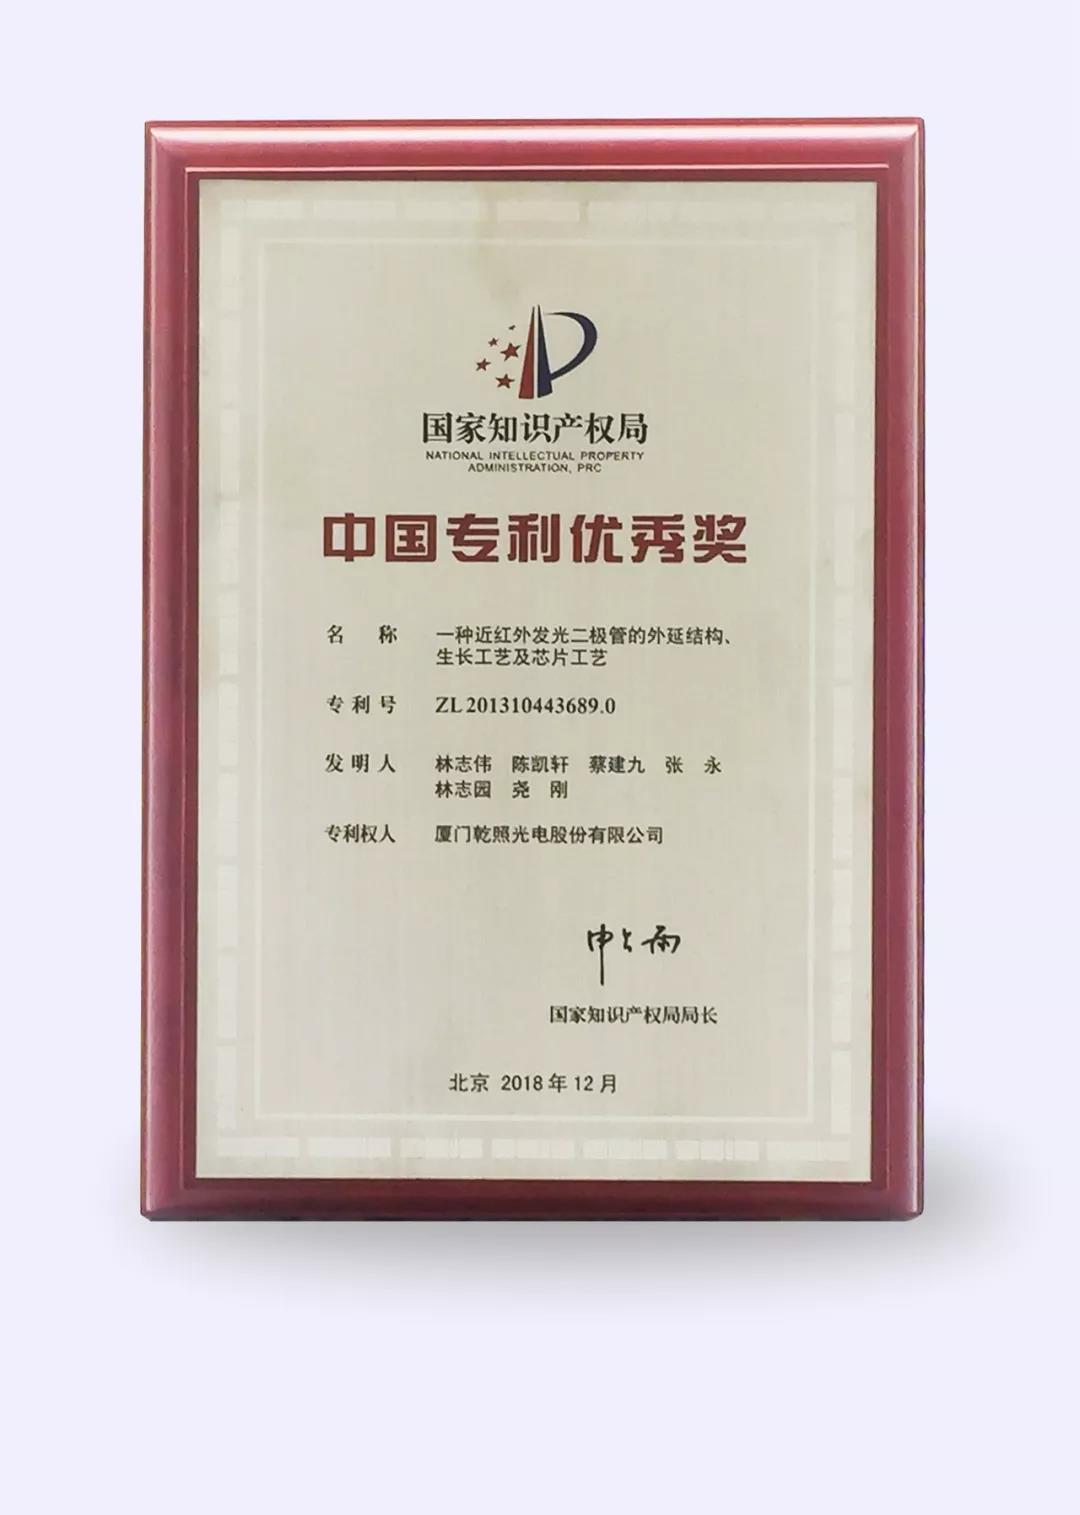 国家知识产权局
NATIONAL INTELLECTUAL PROPERTY
ADMINISTRATION, PRC
中国专利优秀奖
名 称 一种近红外发光二极管的外延结构、
生长工艺及芯片工艺
专利号 ZL201310443689.0
发明人 林志伟 陈凯轩 蔡建九 张 永
林志园 尧 刚
专利权人 厦门乾照光电股份有限公司
申长雨
国家知识产权局局长
北京 2018年12月